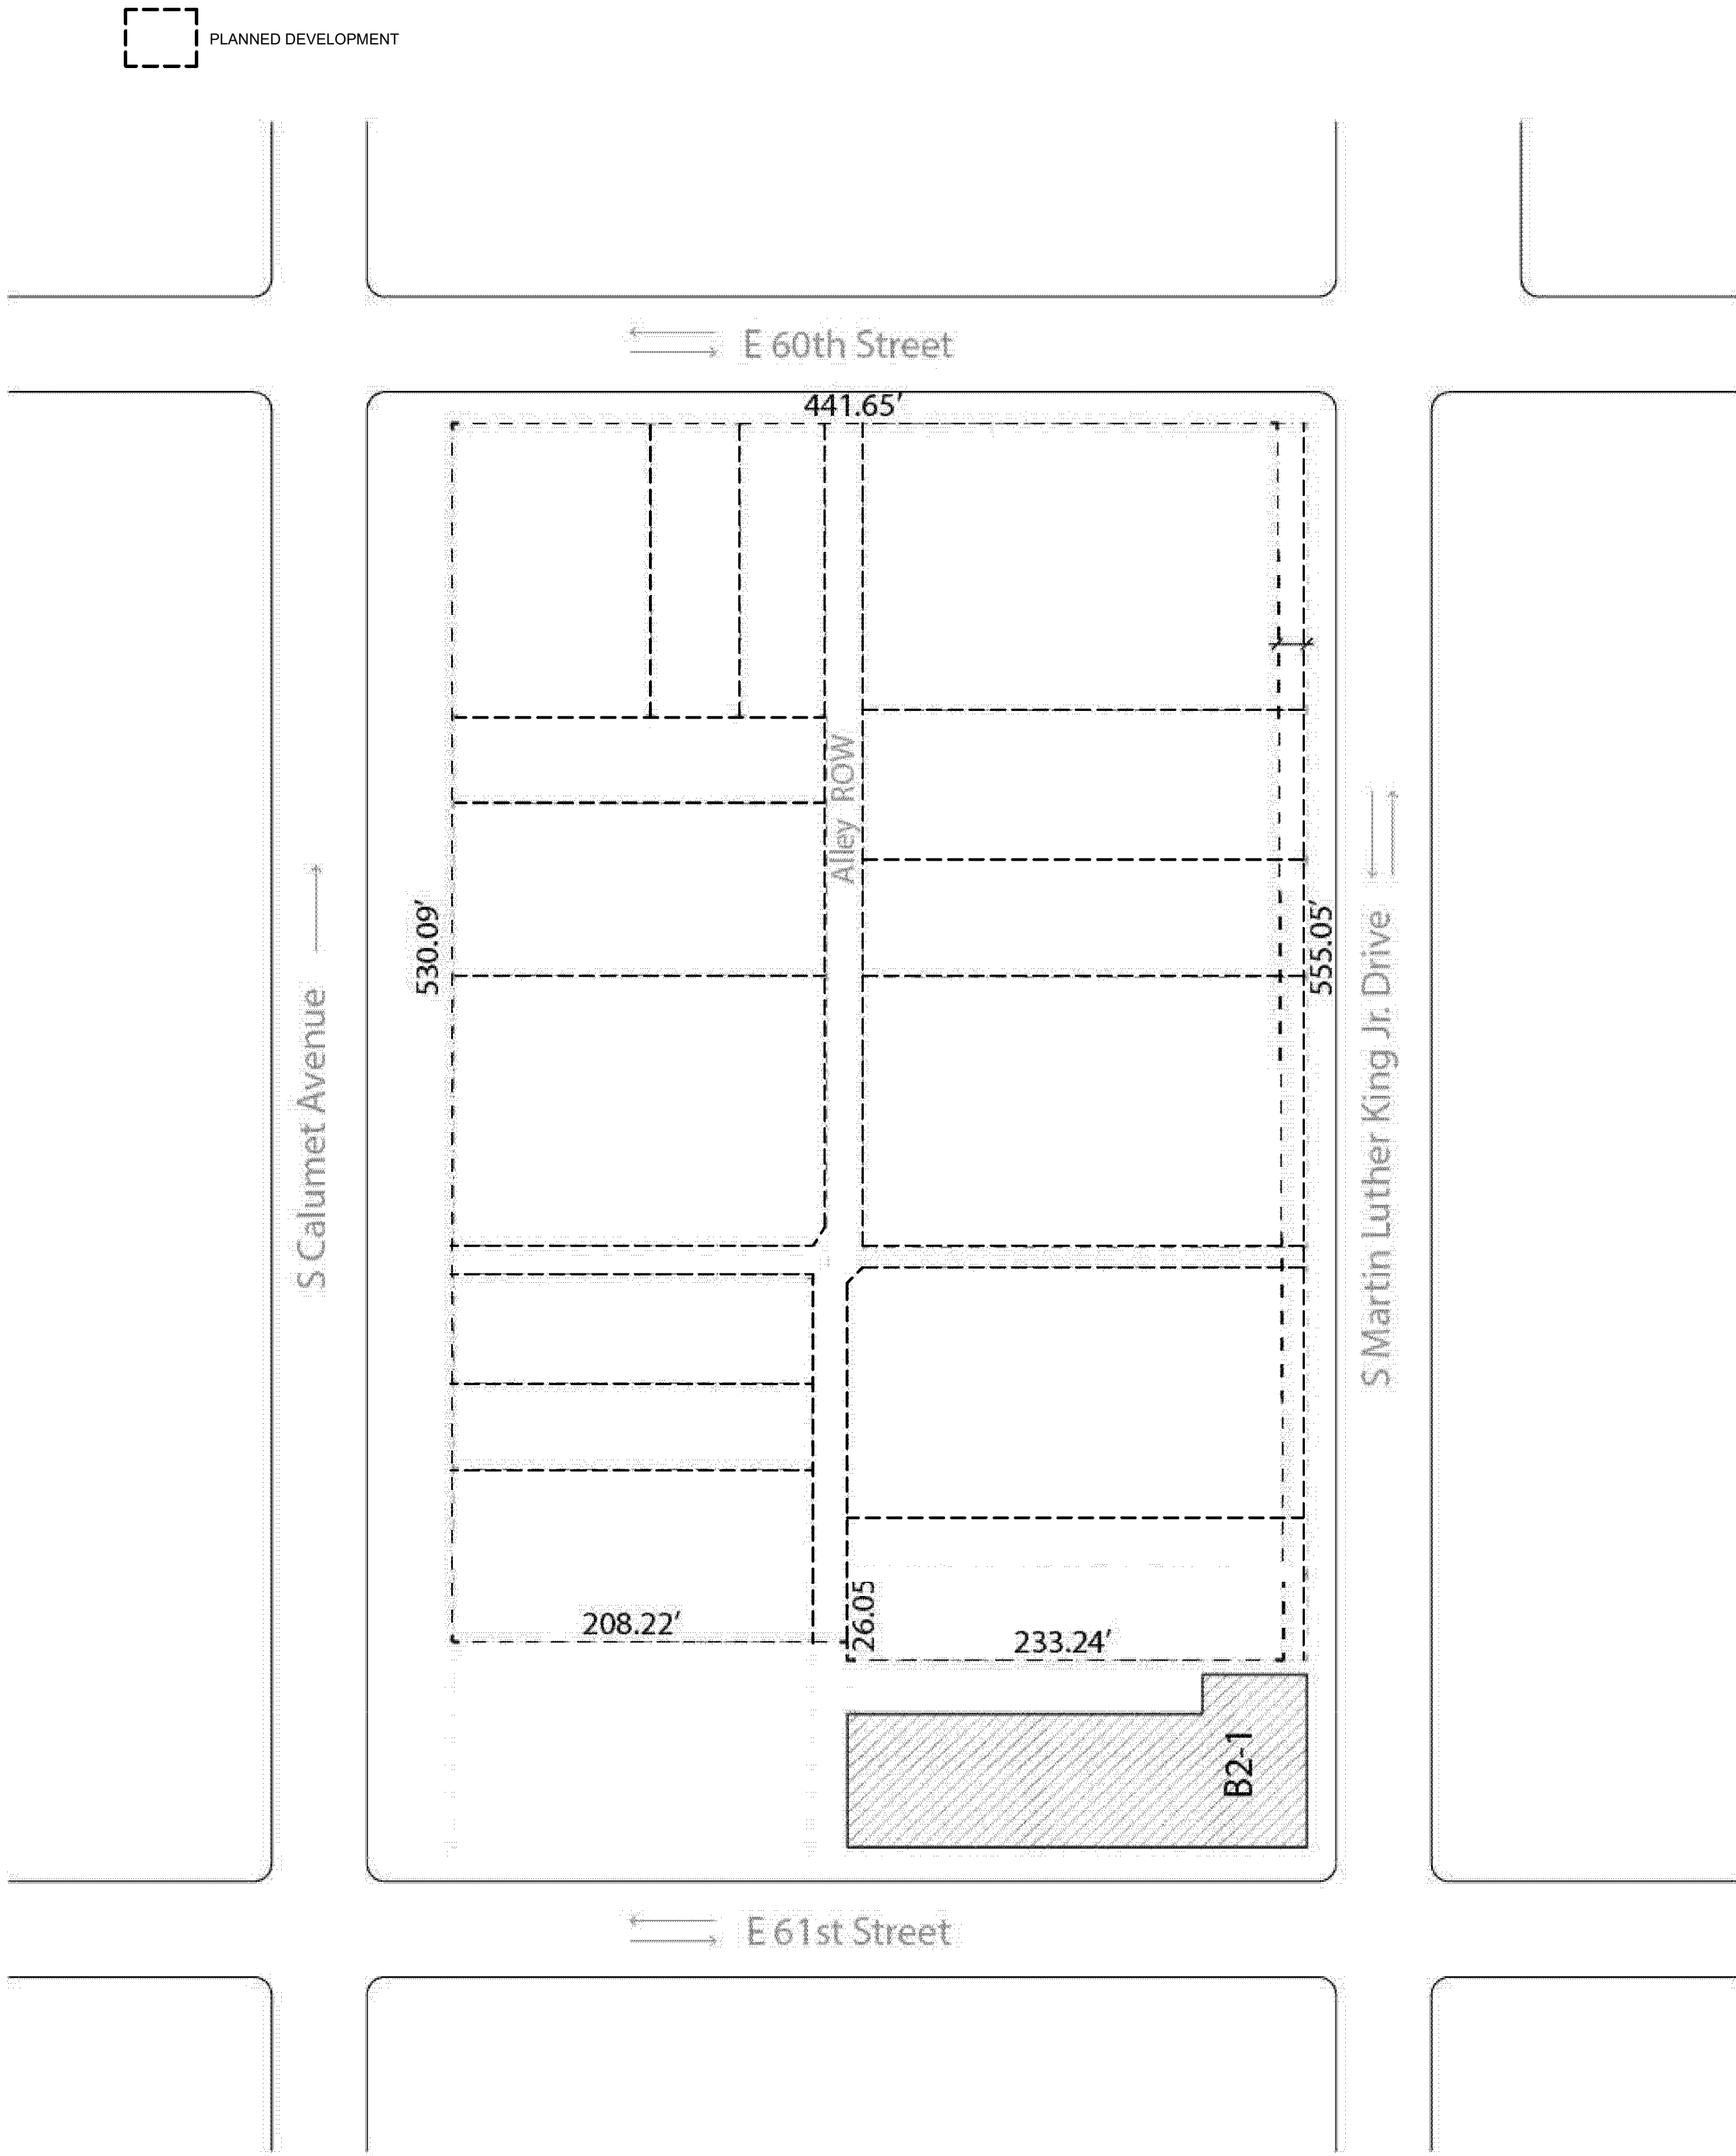 PLANNED DEVELOPMENT
E 60th Street
441.65'
Alley ROW
530.09'
555.05'
S Calumet Avenue
S Martin Luther King Jr. Drive
26.05
208.22'
233.24'
B2-1
E 61st Street